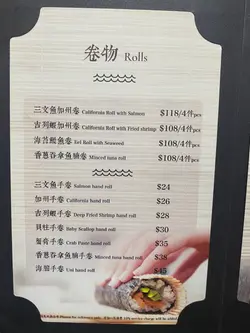 卷物 Rolls
三文魚加州卷 California Roll with Salmon $118/4件pcs
吉列蝦加州卷 California Roll with Fried shrimp $108/4件pcs
海苔鰻魚卷 Eel Roll with Seaweed $108/4件pcs
香蔥吞拿魚腩卷 Minced tuna roll $108/4件pcs
三文魚手卷 Salmon hand roll $24
加州手卷 California hand roll $26
吉列蝦手卷 Deep Fried Shrimp hand roll $28
貝柱手卷 Baby Scallop hand roll $30
蟹膏手卷 Crab Paste hand roll $35
香蔥吞拿魚腩手卷 Minced tuna hand roll $38
海膽手卷 Uni hand roll $45